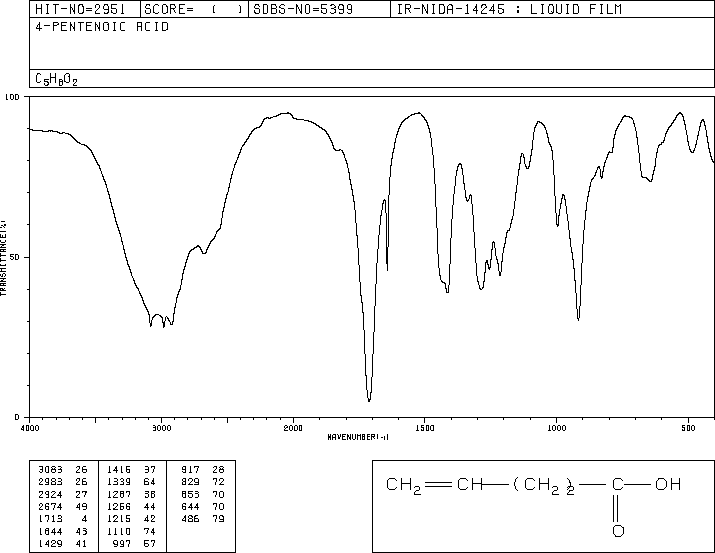 HIT-NO=2951 SCORE= ( ) SDBS-NO=5399 IR-NIDA-14245 : LIQUID FILM
4-PENTENOIC ACID
C5H8O2
100
TRANSMITTANCE(%)
50
0
4000 3000 2000 1500 1000 500
WAVENUMBER(-1)
3083 26 1416 37 917 28
2983 26 1339 64 829 72
2924 27 1287 38 653 70
2674 49 1256 44 644 70
1713 4 1215 42 486 79
1644 43 1110 74
1429 41 997 57
CH2 CH (CH2)2 C OH
O